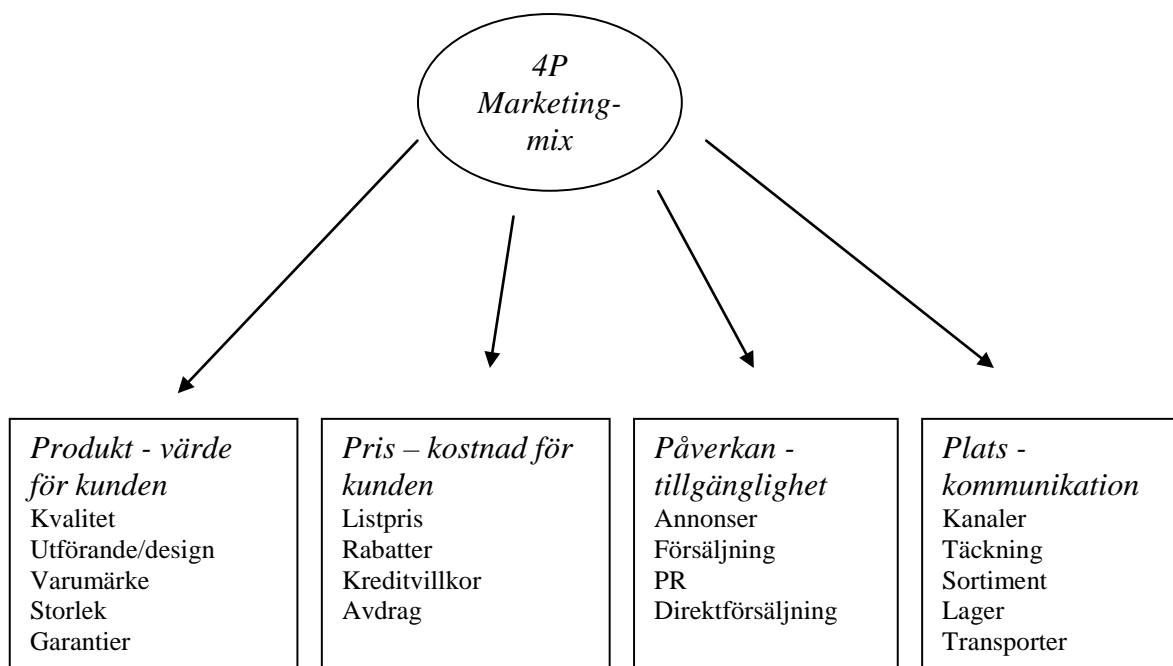 4P
Marketing-
mix
Produkt - värde
för kunden
Kvalitet
Utförande/design
Varumärke
Storlek
Garantier
Pris – kostnad för
kunden
Listpris
Rabatter
Kreditvillkor
Avdrag
Påverkan -
tillgänglighet
Annonser
Försäljning
PR
Direktförsäljning
Plats -
kommunikation
Kanaler
Täckning
Sortiment
Lager
Transporter